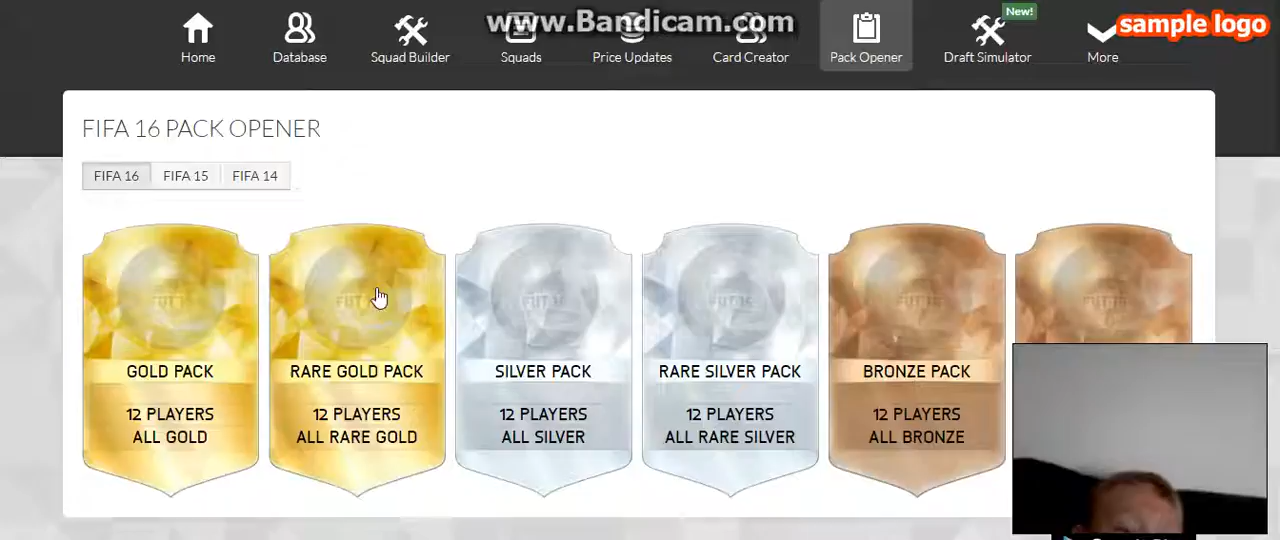 www.Bandicam.com
sample logo
New!
Home
Database
Squad Builder
Squads
Price Updates
Card Creator
Pack Opener
Draft Simulator
More
FIFA 16 PACK OPENER
FIFA 16
FIFA 15
FIFA 14
GOLD PACK
12 PLAYERS
ALL GOLD
RARE GOLD PACK
12 PLAYERS
ALL RARE GOLD
SILVER PACK
12 PLAYERS
ALL SILVER
RARE SILVER PACK
12 PLAYERS
ALL RARE SILVER
BRONZE PACK
12 PLAYERS
ALL BRONZE